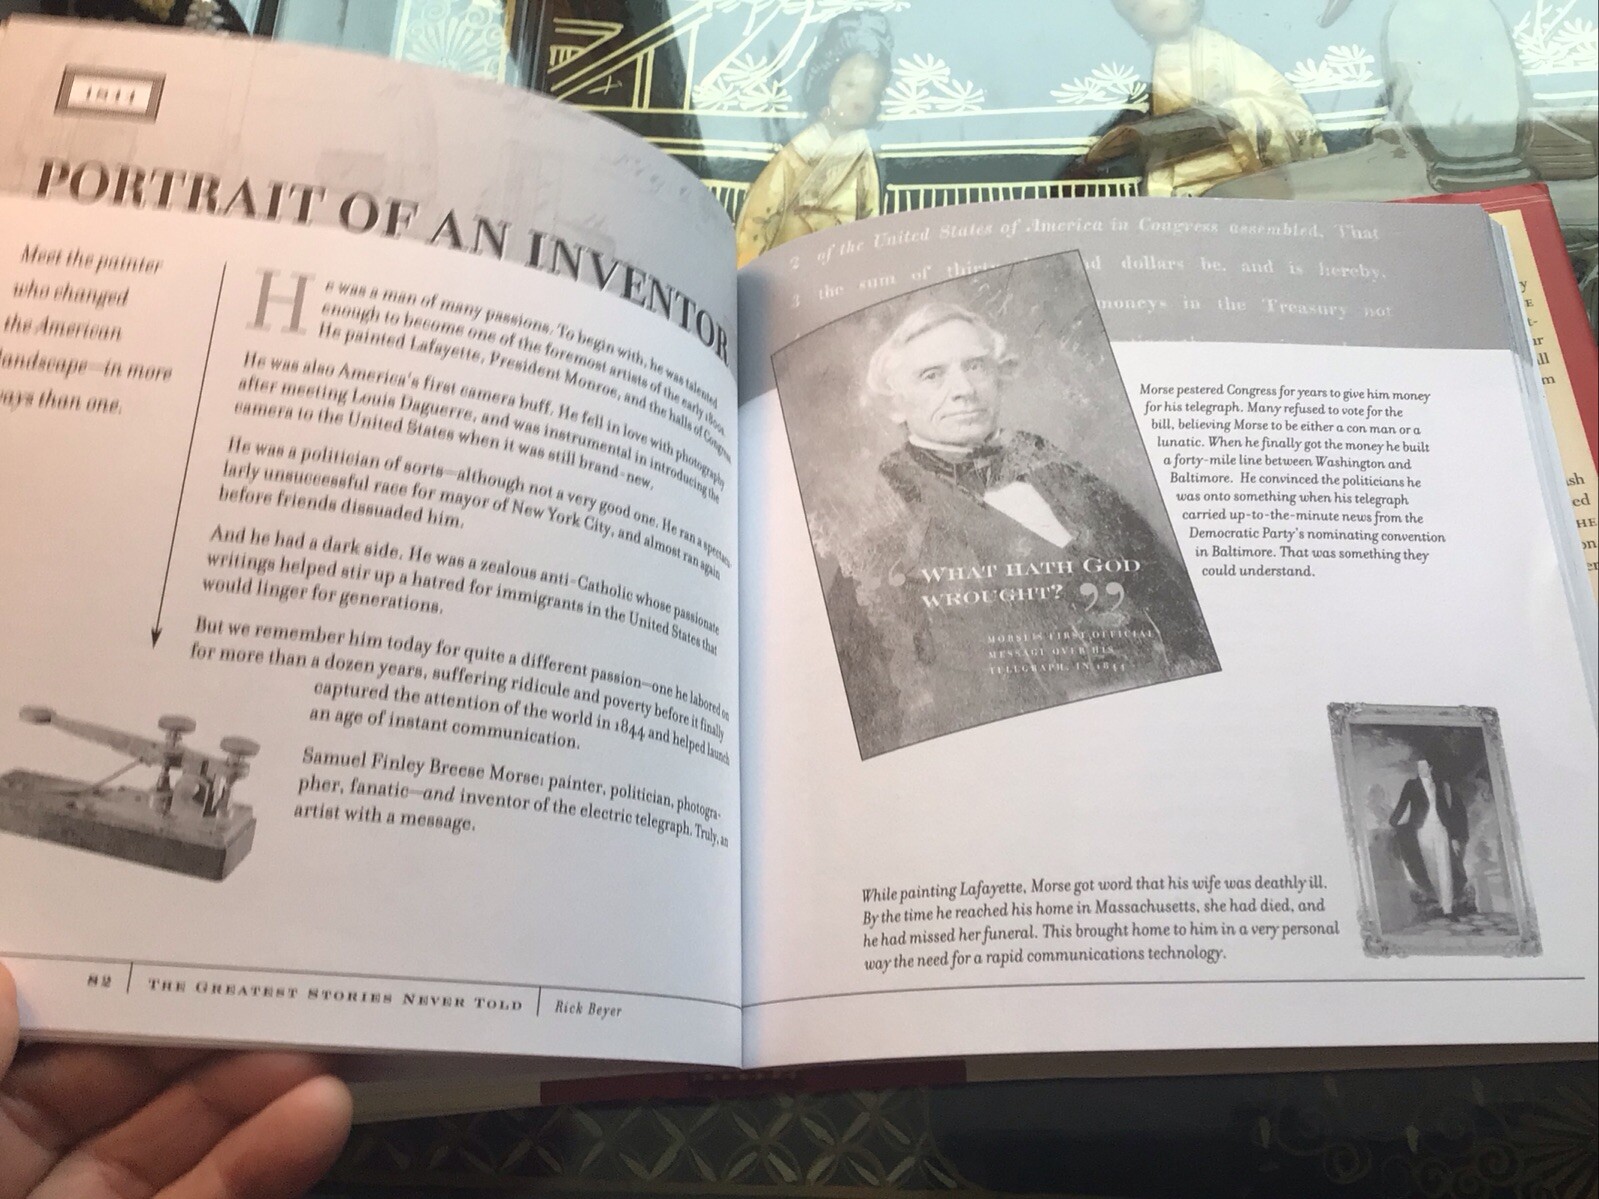 1844
PORTRAIT OF AN INVENTOR
Meet the painter
who changed
the American
landscape—in more
ways than one.
He was a man of many passions. To begin with, he was talented
enough to become one of the foremost artists of the early 1800s.
He painted Lafayette, President Monroe, and the halls of Congress.
He was also America's first camera buff. He fell in love with photography
after meeting Louis Daguerre, and was instrumental in introducing the
camera to the United States when it was still brand-new.
He was a politician of sorts—although not a very good one. He ran a spectacu-
larly unsuccessful race for mayor of New York City, and almost ran again
before friends dissuaded him.
And he had a dark side. He was a zealous anti-Catholic whose passionate
writings helped stir up a hatred for immigrants in the United States that
would linger for generations.
But we remember him today for quite a different passion—one he labored on
for more than a dozen years, suffering ridicule and poverty before it finally
captured the attention of the world in 1844 and helped launch
an age of instant communication.
Samuel Finley Breese Morse: painter, politician, photogra-
pher, fanatic—and inventor of the electric telegraph. Truly, an
artist with a message.
82 | THE GREATEST STORIES NEVER TOLD | Rick Beyer
2 of the United States of America in Congress assembled, That
3 the sum of thirty dollars be, and is hereby,
moneys in the Treasury not
Morse pestered Congress for years to give him money
for his telegraph. Many refused to vote for the
bill, believing Morse to be either a con man or a
lunatic. When he finally got the money he built
a forty-mile line between Washington and
Baltimore. He convinced the politicians he
was onto something when his telegraph
carried up-to-the-minute news from the
Democratic Party's nominating convention
in Baltimore. That was something they
could understand.
“WHAT HATH GOD
WROUGHT?”
MORSE'S FIRST OFFICIAL
MESSAGE OVER HIS
TELEGRAPH, IN 1844
While painting Lafayette, Morse got word that his wife was deathly ill.
By the time he reached his home in Massachusetts, she had died, and
he had missed her funeral. This brought home to him in a very personal
way the need for a rapid communications technology.